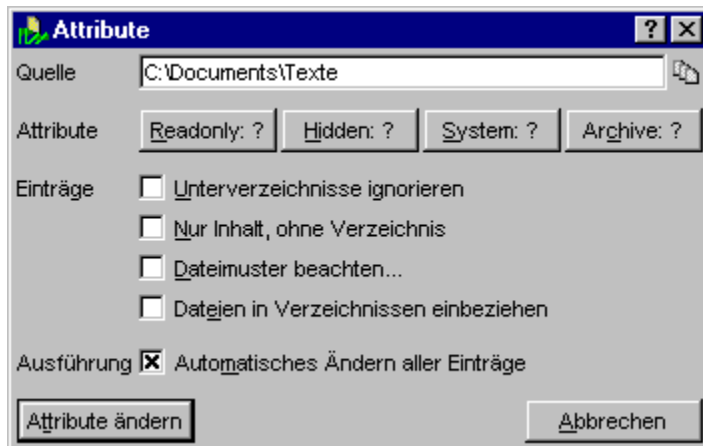 Attribute
Quelle C:\Documents\Texte
Attribute Readonly: ? Hidden: ? System: ? Archive: ?
Einträge Unterverzeichnisse ignorieren
Nur Inhalt, ohne Verzeichnis
Dateimuster beachten...
Dateien in Verzeichnissen einbeziehen
Ausführung Automatisches Ändern aller Einträge
Attribute ändern Abbrechen